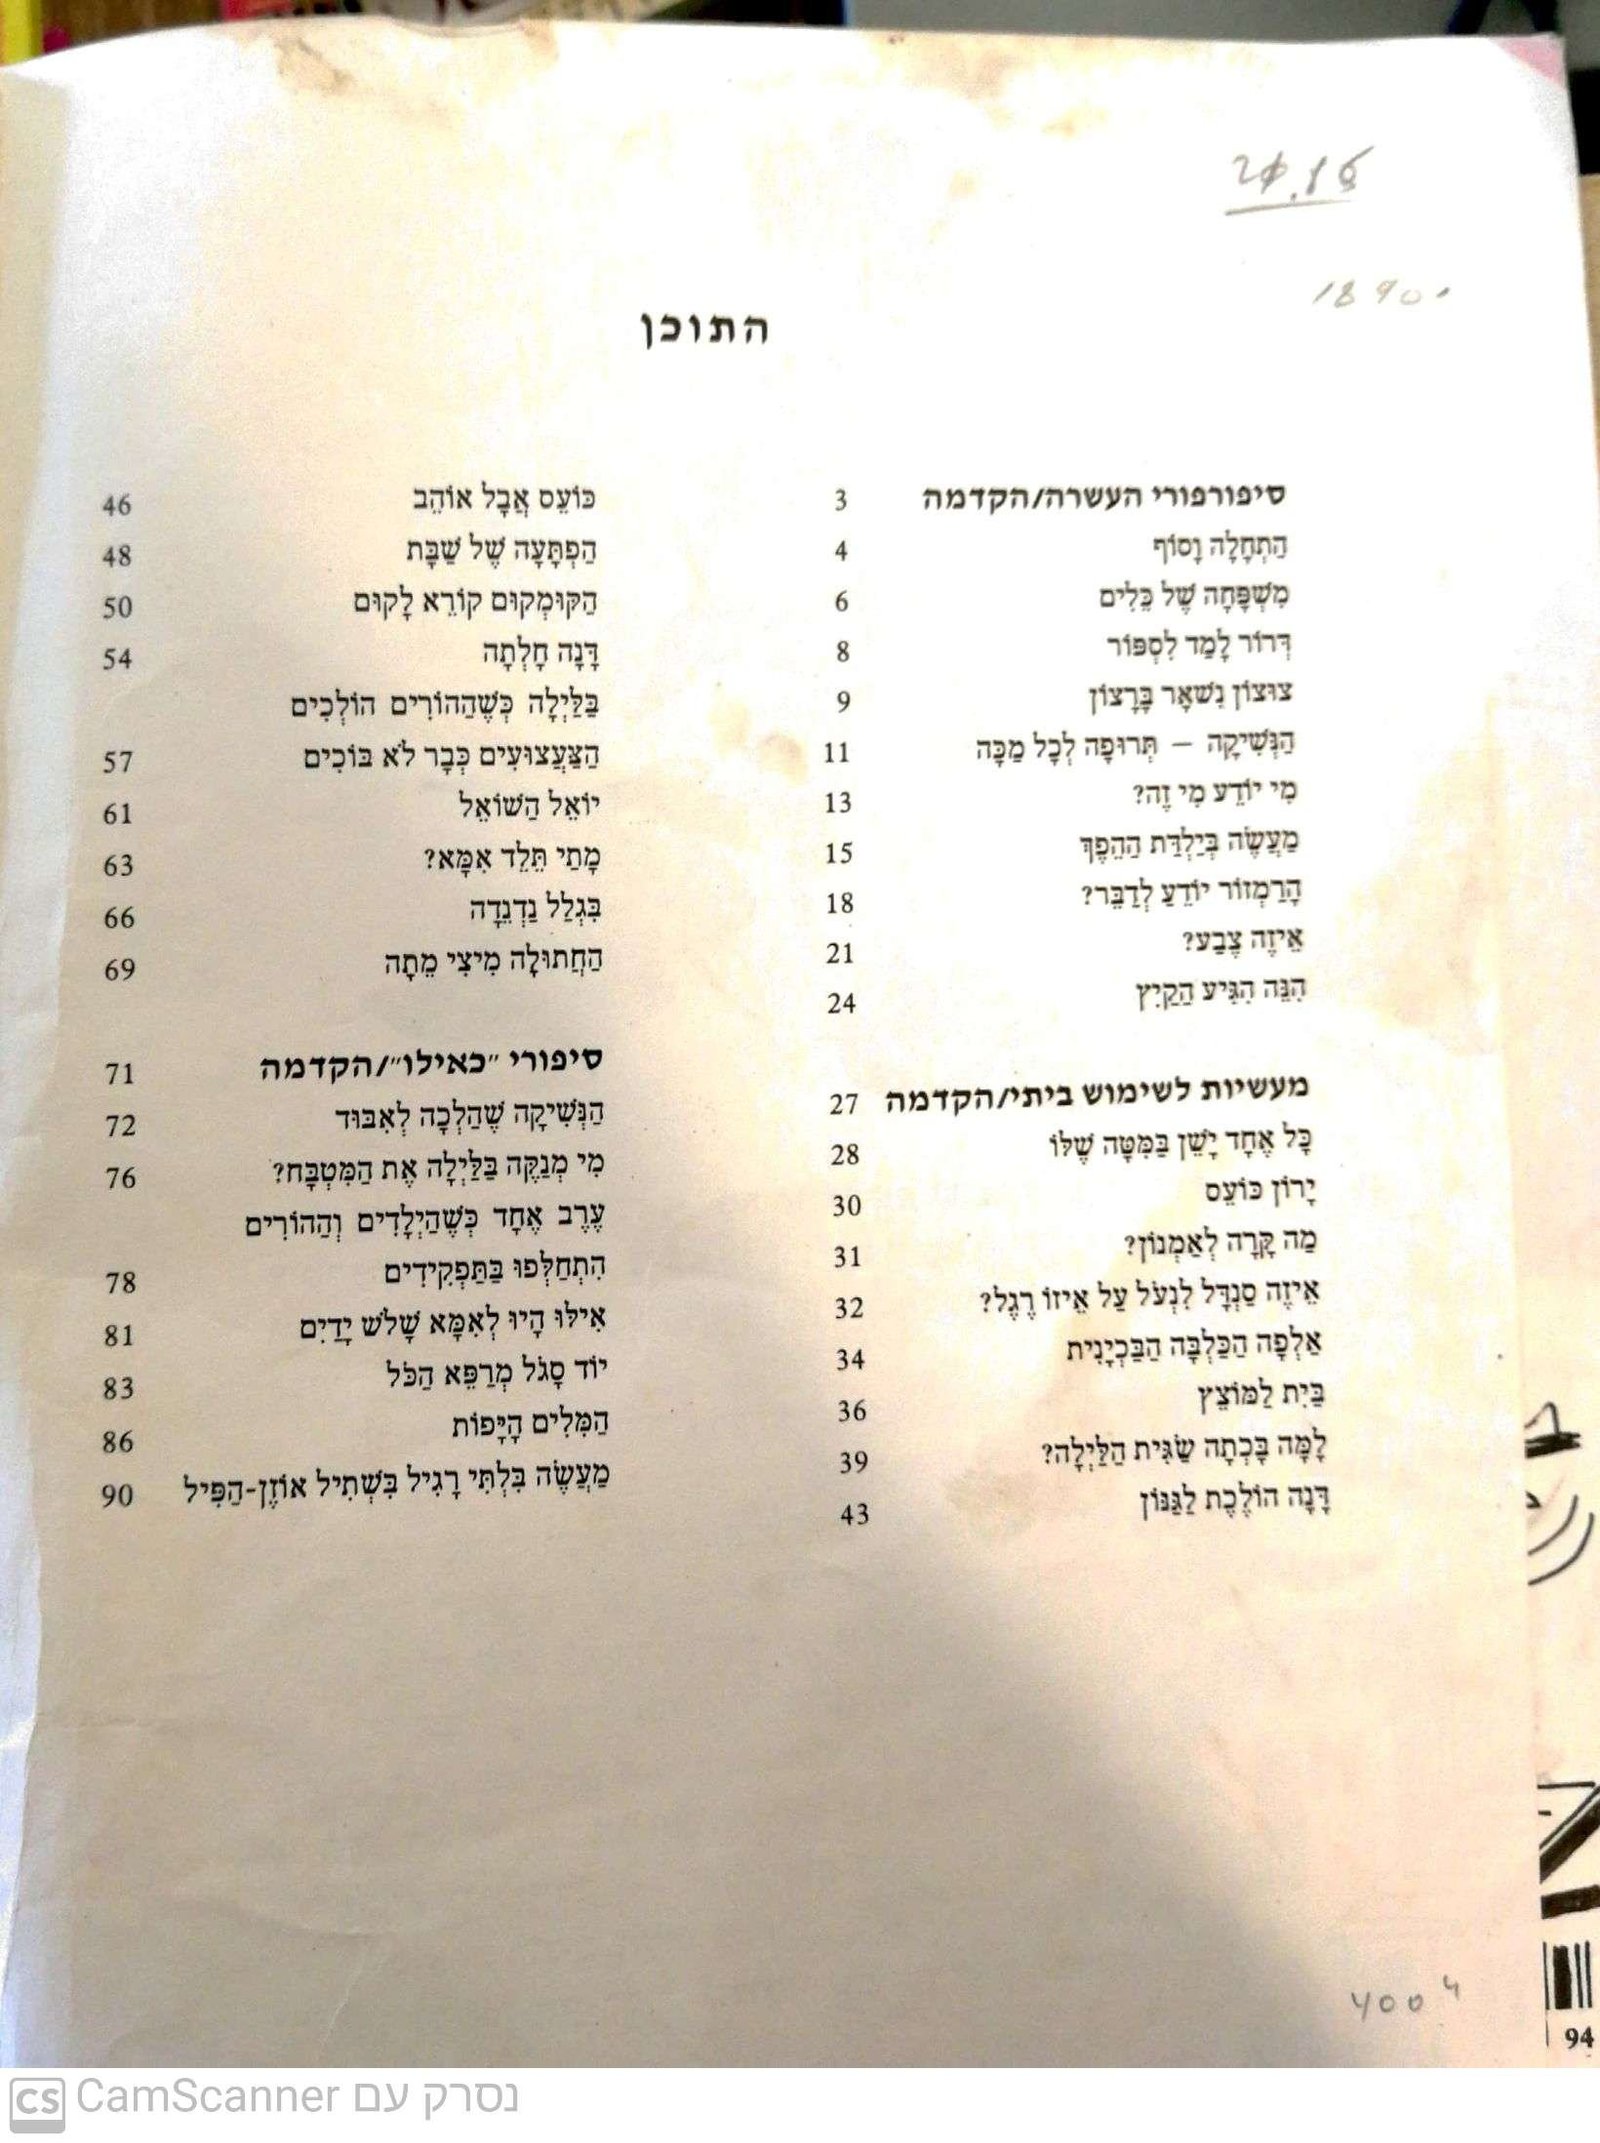 1890.
התוכן
סיפורפורי העשרה/הקדמה 3
הַתְחָלָה וָסוֹף 4
מִשְׁפָּחָה שֶׁל כֵּלִים 6
דְּרוֹר לָמַד לִסְפּוֹר 8
צוּצוֹן נִשְׁאַר בָּרָצוֹן 9
הַנְּשִׁיקָה – תְּרוּפָה לְכָל מַכָּה 11
מִי יוֹדֵעַ מִי זֶה? 13
מַעֲשֶׂה בְּיַלְדַּת הַהֵפֶךְ 15
הָרַמְזוֹר יוֹדֵעַ לְדַבֵּר? 18
אֵיזֶה צֶבַע? 21
הִנֵּה הִגִּיעַ הַקַּיִץ 24
מעשיות לשימוש ביתי/הקדמה 27
כָּל אֶחָד יָשֵׁן בַּמִּטָּה שֶׁלּוֹ 28
יָרוֹן כּוֹעֵס 30
מַה קָּרָה לְאַמְנוֹן? 31
אֵיזֶה סַנְדָּל לִנְעֹל עַל אֵיזוֹ רֶגֶל? 32
אַלְפָה הַכַּלְבָּה הַבַּכְיָנִית 34
בַּיִת לַמּוֹצֵץ 36
לָמָּה בָּכְתָה שַׂגִּית הַלַּיְלָה? 39
דָּנָה הוֹלֶכֶת לַגַּנּוֹן 43
כּוֹעֵס אֲבָל אוֹהֵב 46
הַפְתָּעָה שֶׁל שַׁבָּת 48
הַקּוּמְקוּם קוֹרֵא לָקוּם 50
דָּנָה חָלְתָה 54
בַּלַּיְלָה כְּשֶׁהַהוֹרִים הוֹלְכִים
הַצַּעֲצוּעִים כְּבָר לֹא בּוֹכִים 57
יוֹאֵל הַשּׁוֹאֵל 61
מָתַי תֵּלֵד אִמָּא? 63
בִּגְלַל נַדְנֵדָה 66
הַחֲתוּלָה מִיצִי מֵתָה 69
סיפורי "כאילו"/הקדמה 71
הַנְּשִׁיקָה שֶׁהַלְכָה לְאִבּוּד 72
מִי מְנַקֶּה בַּלַּיְלָה אֶת הַמִּטְבָּח? 76
עֶרֶב אֶחָד כְּשֶׁהַיְלָדִים וְהַהוֹרִים
הִתְחַלְּפוּ בַּתַּפְקִידִים 78
אִילּוּ הָיוּ לְאִמָּא שָׁלֹשׁ יָדַיִם 81
יוֹד סָגֹל מְרַפֵּא הַכֹּל 83
הַמִּלִּים הַיָּפוֹת 86
מַעֲשֶׂה בִּלְתִּי רָגִיל בִּשְׁתִיל אוֹזֶן-הַפִּיל 90
94
CS CamScanner נסרק עם